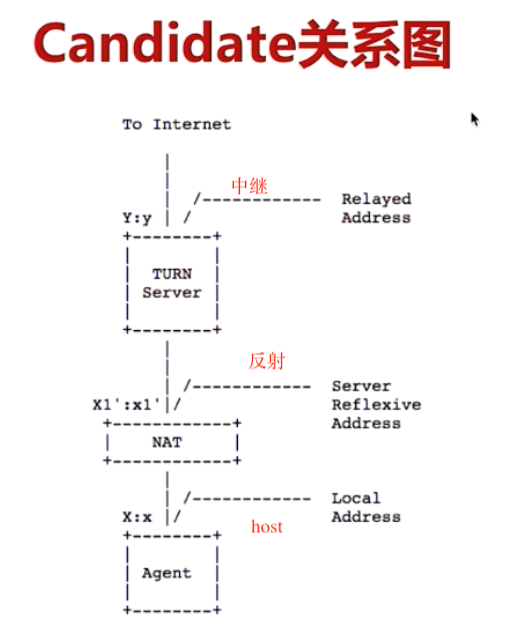 Candidate关系图
To Internet
中继
Relayed
Y:y
Address
TURN
Server
反射
Server
X1':x1'
Reflexive
Address
NAT
Local
X:x
Address
host
Agent